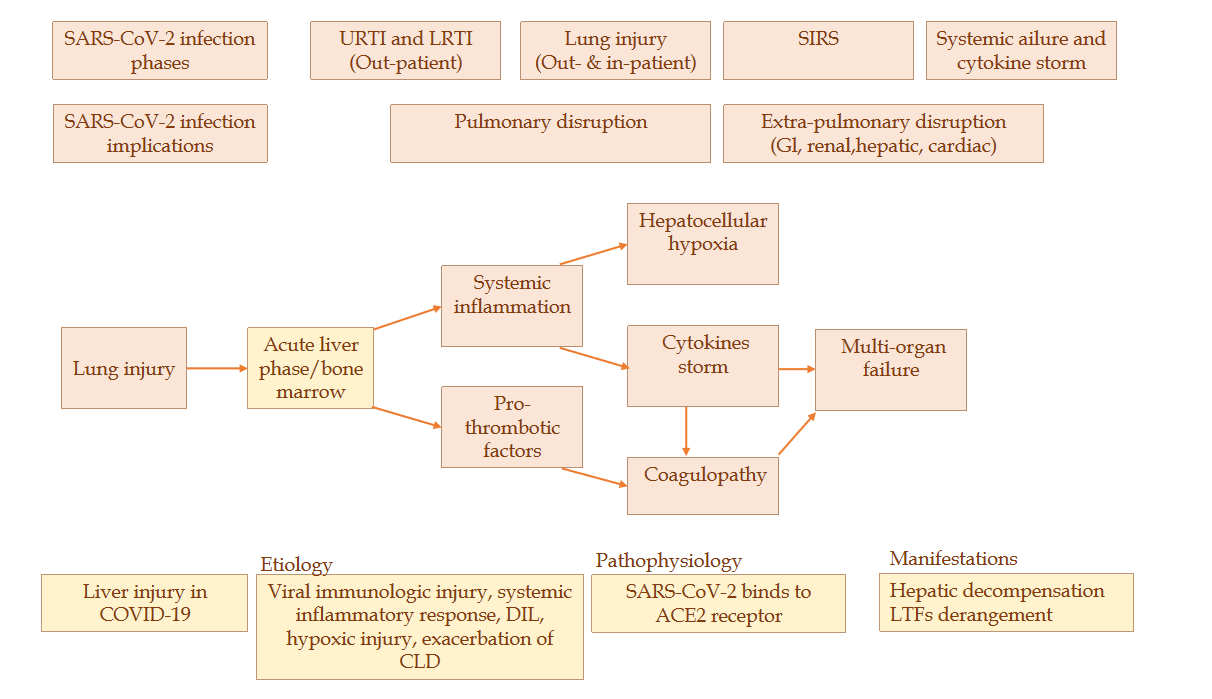 SARS-CoV-2 infection
phases
URTI and LRTI
(Out-patient)
Lung injury
(Out- & in-patient)
SIRS
Systemic ailure and
cytokine storm
SARS-CoV-2 infection
implications
Pulmonary disruption
Extra-pulmonary disruption
(Gl, renal,hepatic, cardiac)
Hepatocellular
hypoxia
Systemic
inflammation
Lung injury
Acute liver
phase/bone
marrow
Cytokines
storm
Multi-organ
failure
Pro-
thrombotic
factors
Coagulopathy
Liver injury in
COVID-19
Etiology
Viral immunologic injury, systemic
inflammatory response, DIL,
hypoxic injury, exacerbation of
CLD
Pathophysiology
SARS-CoV-2 binds to
ACE2 receptor
Manifestations
Hepatic decompensation
LTFs derangement